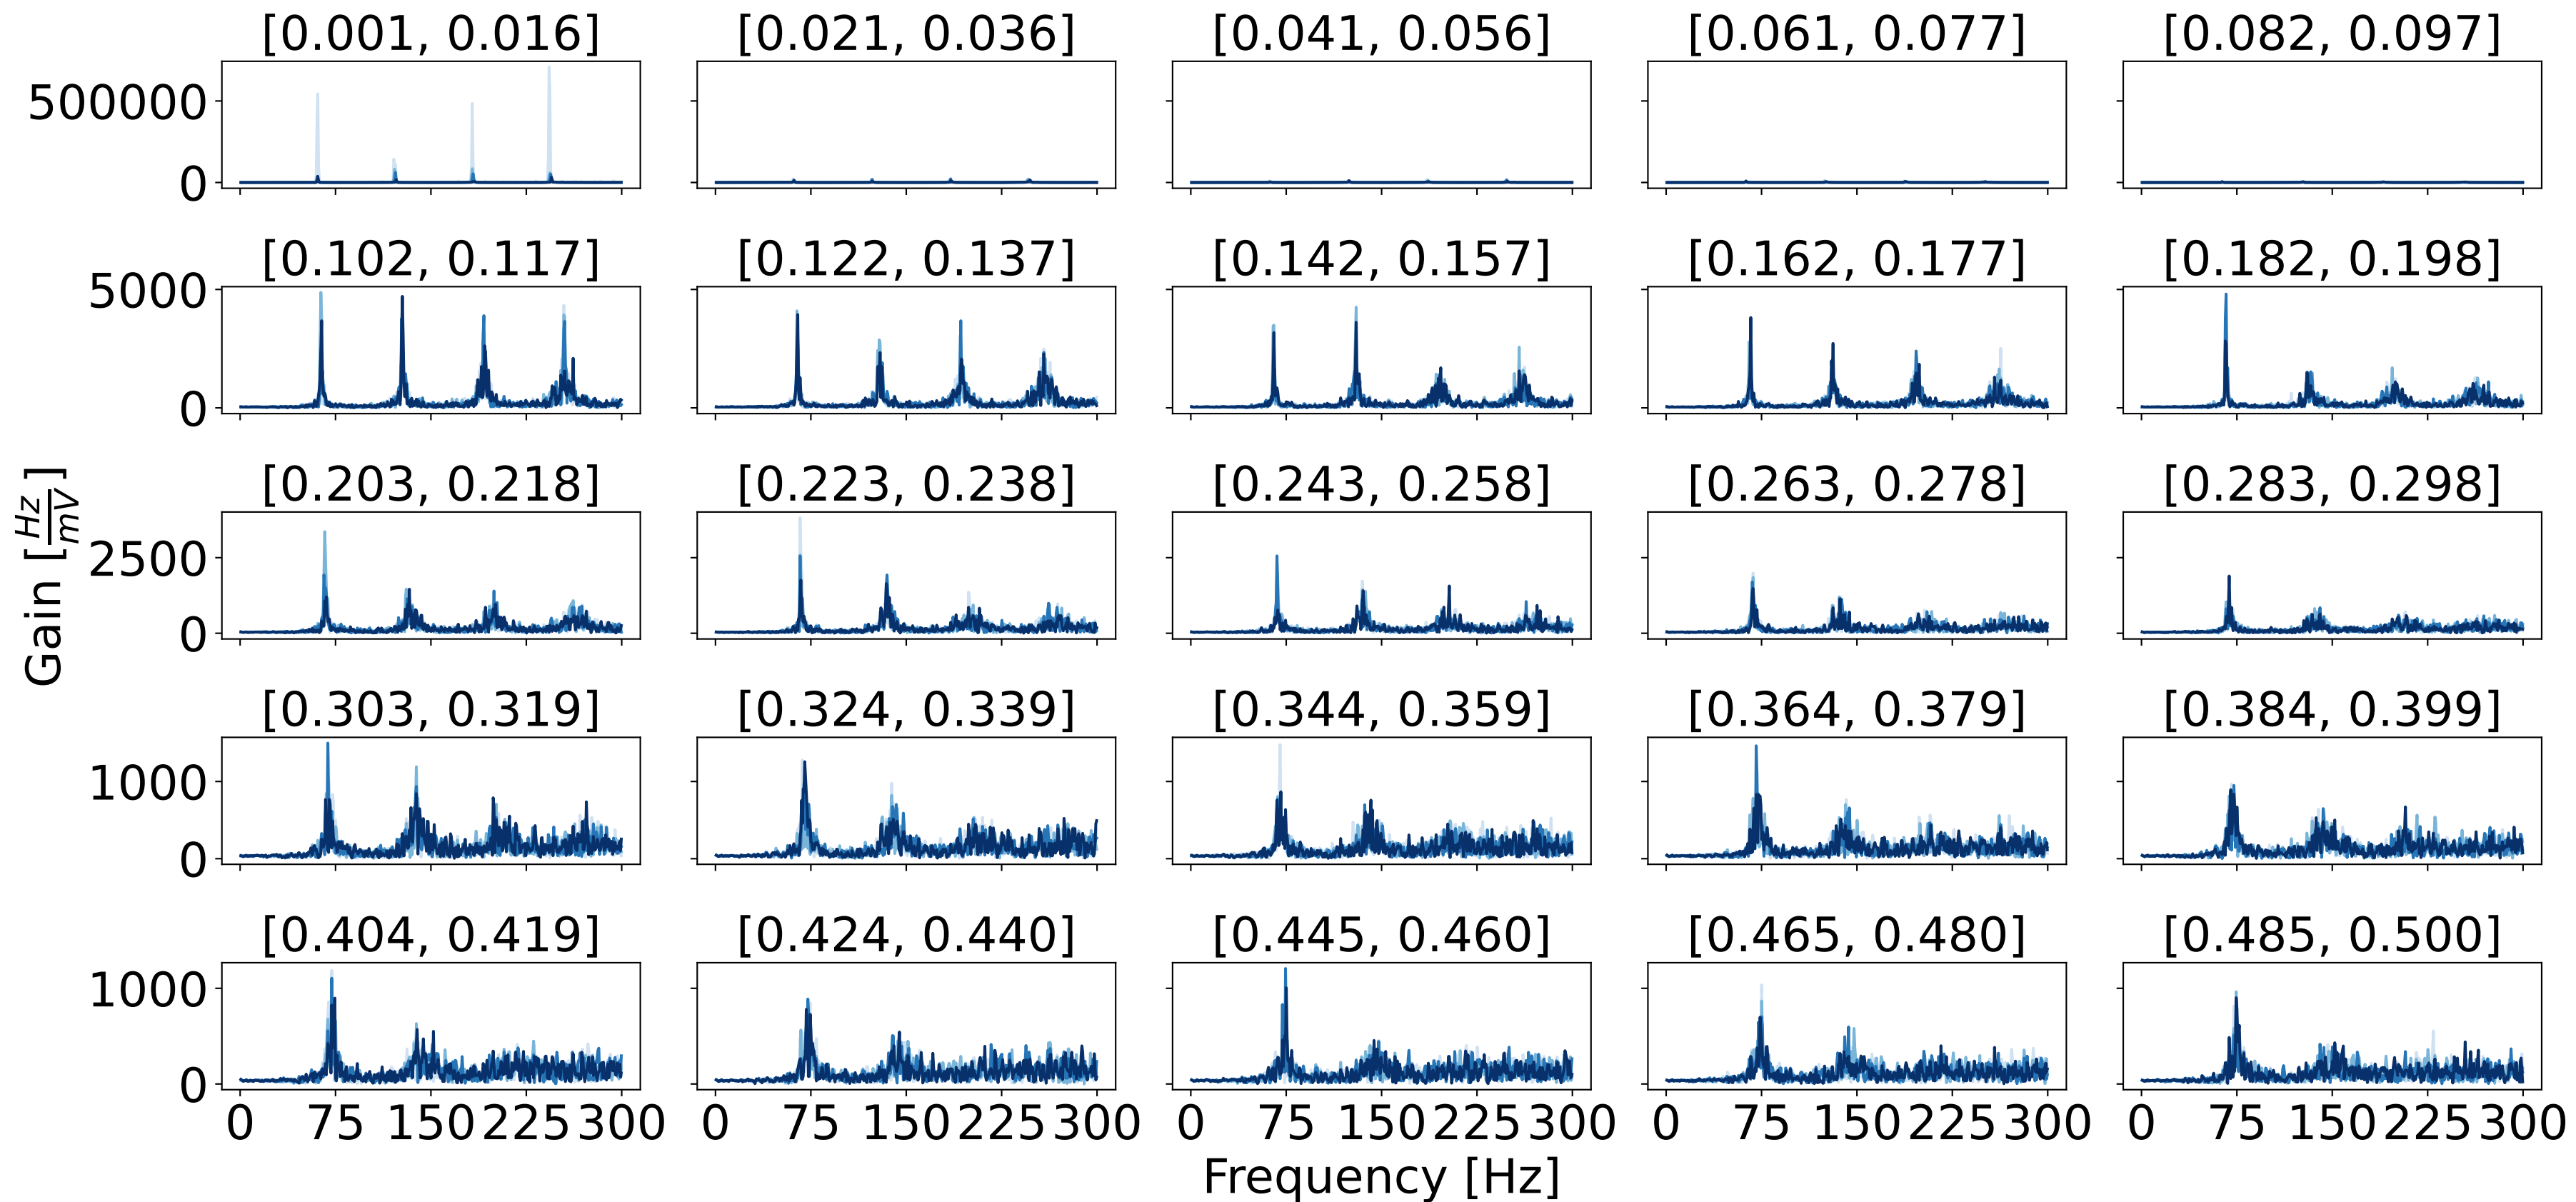 [0.001, 0.016] [0.021, 0.036] [0.041, 0.056] [0.061, 0.077] [0.082, 0.097]
500000
0
[0.102, 0.117] [0.122, 0.137] [0.142, 0.157] [0.162, 0.177] [0.182, 0.198]
5000
0
[0.203, 0.218] [0.223, 0.238] [0.243, 0.258] [0.263, 0.278] [0.283, 0.298]
Gain [Hz/mV]
2500
0
[0.303, 0.319] [0.324, 0.339] [0.344, 0.359] [0.364, 0.379] [0.384, 0.399]
1000
0
[0.404, 0.419] [0.424, 0.440] [0.445, 0.460] [0.465, 0.480] [0.485, 0.500]
1000
0
0 75 150 225 300 0 75 150 225 300 0 75 150 225 300 0 75 150 225 300 0 75 150 225 300
Frequency [Hz]